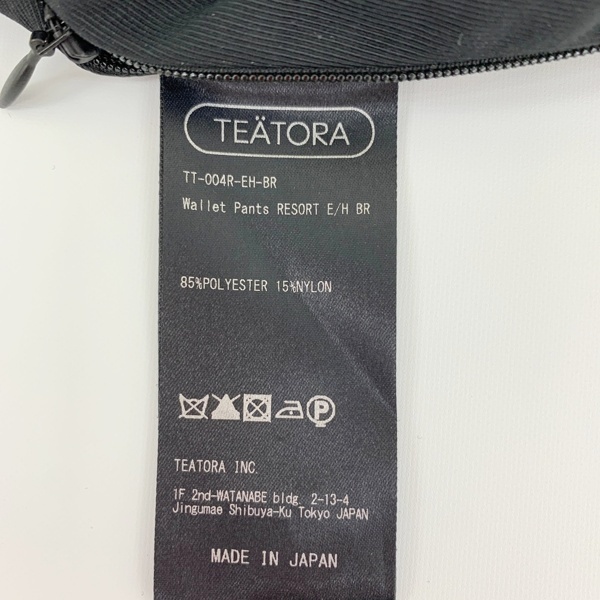 TEÄTORA
TT-004R-EH-BR
Wallet Pants RESORT E/H BR
85%POLYESTER 15%NYLON
P
TEATORA INC.
1F 2nd-WATANABE bldg. 2-13-4
Jingumae Shibuya-Ku Tokyo JAPAN
MADE IN JAPAN